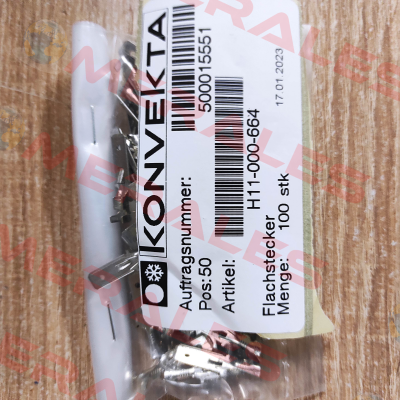 KONVEKTA
Auftragsnummer:
500015551
Pos:50
Artikel:
H11-000-664
Flachstecker
Menge: 100 stk
17.01.2023